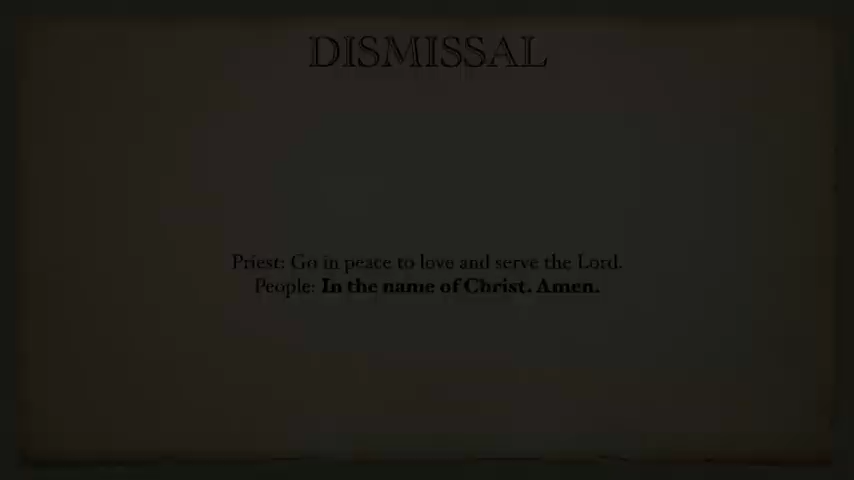 DISMISSAL
Priest: Go in peace to love and serve the Lord.
People: In the name of Christ. Amen.